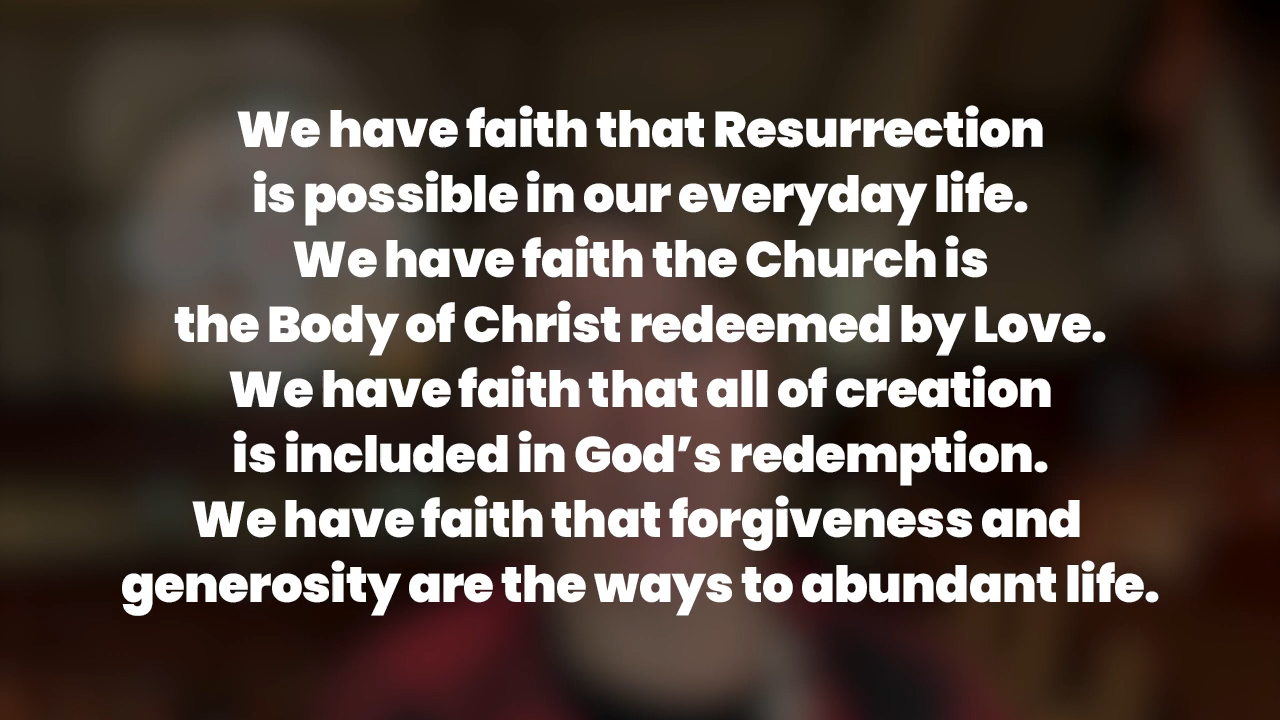 We have faith that Resurrection
is possible in our everyday life.
We have faith the Church is
the Body of Christ redeemed by Love.
We have faith that all of creation
is included in God’s redemption.
We have faith that forgiveness and
generosity are the ways to abundant life.